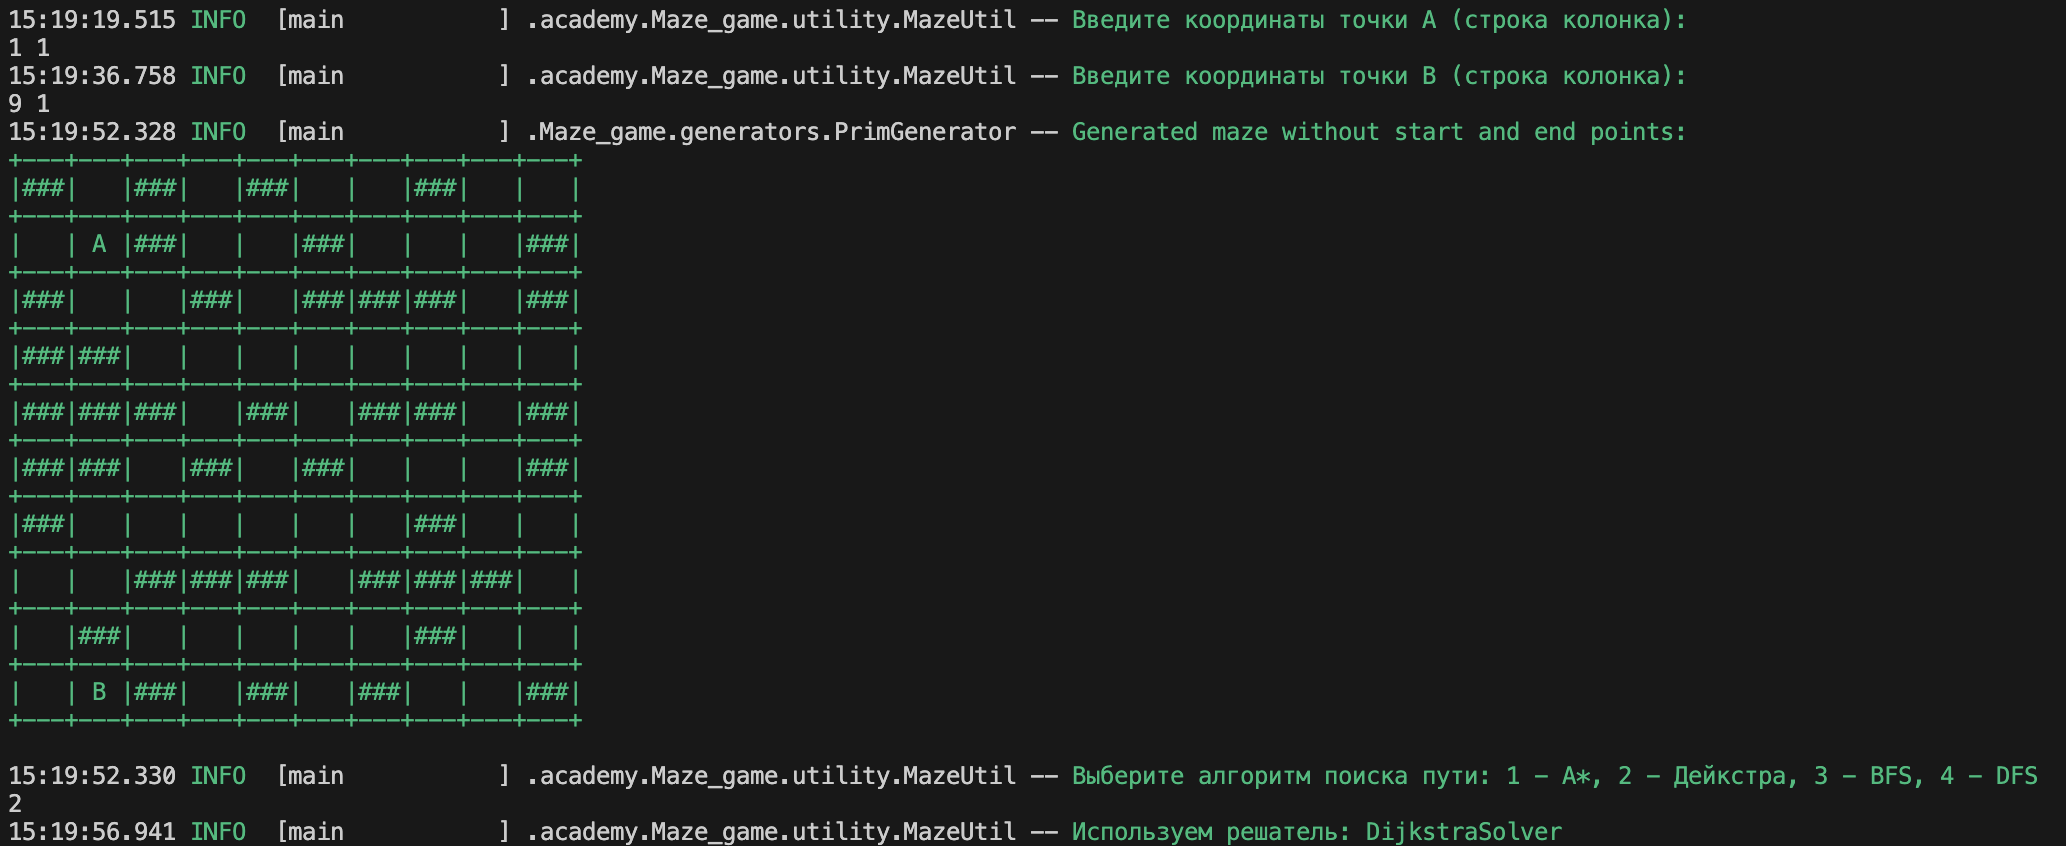 15:19:19.515 INFO  [main           ] .academy.Maze_game.utility.MazeUtil -- Введите координаты точки A (строка колонка):
1 1
15:19:36.758 INFO  [main           ] .academy.Maze_game.utility.MazeUtil -- Введите координаты точки B (строка колонка):
9 1
15:19:52.328 INFO  [main           ] .Maze_game.generators.PrimGenerator -- Generated maze without start and end points:
+---+---+---+---+---+---+---+---+---+---+
|###|   |###|   |###|   |   |###|   |   |
+---+---+---+---+---+---+---+---+---+---+
|   | A |###|   |   |###|   |   |   |###|
+---+---+---+---+---+---+---+---+---+---+
|###|   |   |###|   |###|###|###|   |###|
+---+---+---+---+---+---+---+---+---+---+
|###|###|   |   |   |   |   |   |   |   |
+---+---+---+---+---+---+---+---+---+---+
|###|###|###|   |###|   |###|###|   |###|
+---+---+---+---+---+---+---+---+---+---+
|###|###|   |###|   |###|   |   |   |###|
+---+---+---+---+---+---+---+---+---+---+
|###|   |   |   |   |   |   |###|   |   |
+---+---+---+---+---+---+---+---+---+---+
|   |   |###|###|###|   |###|###|###|   |
+---+---+---+---+---+---+---+---+---+---+
|   |###|   |   |   |   |   |###|   |   |
+---+---+---+---+---+---+---+---+---+---+
|   | B |###|   |###|   |###|   |   |###|
+---+---+---+---+---+---+---+---+---+---+
15:19:52.330 INFO  [main           ] .academy.Maze_game.utility.MazeUtil -- Выберите алгоритм поиска пути: 1 - A*, 2 - Дейкстра, 3 - BFS, 4 - DFS
2
15:19:56.941 INFO  [main           ] .academy.Maze_game.utility.MazeUtil -- Используем решатель: DijkstraSolver